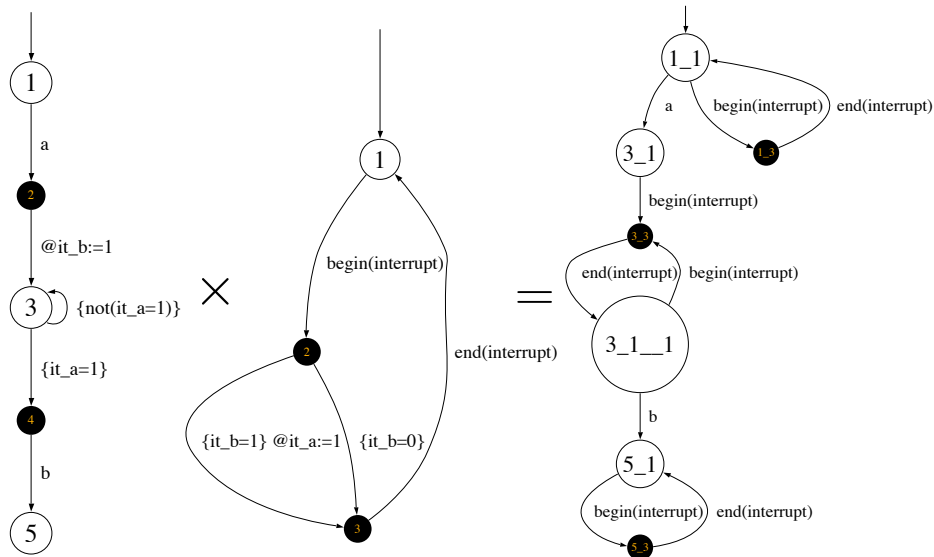 1
a
2
@it_b:=1
3
{not(it_a=1)}
{it_a=1}
4
b
5
×
1
begin(interrupt)
2
end(interrupt)
{it_b=1} @it_a:=1
{it_b=0}
3
=
1_1
a
begin(interrupt)
end(interrupt)
3_1
1_3
begin(interrupt)
3_3
end(interrupt)
begin(interrupt)
3_1__1
b
5_1
begin(interrupt)
end(interrupt)
5_3